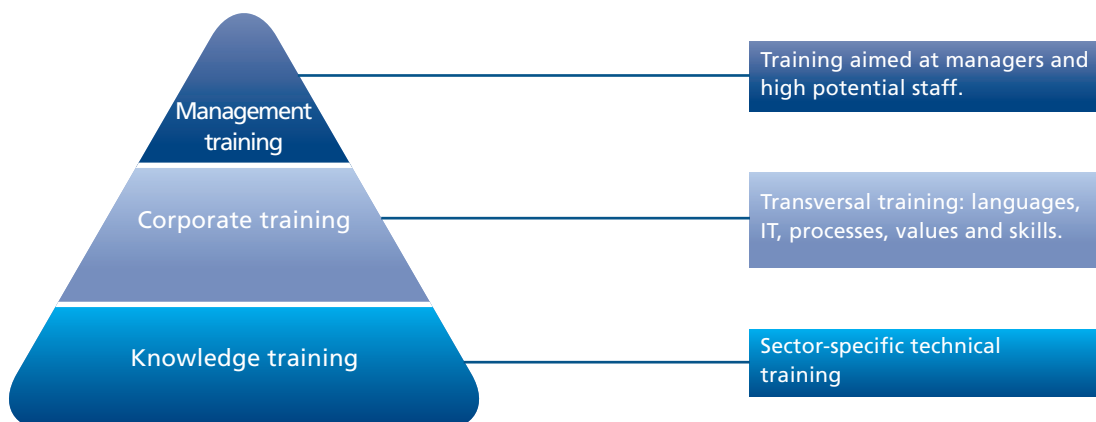 Management
training
Training aimed at managers and
high potential staff.
Corporate training
Transversal training: languages,
IT, processes, values and skills.
Knowledge training
Sector-specific technical
training